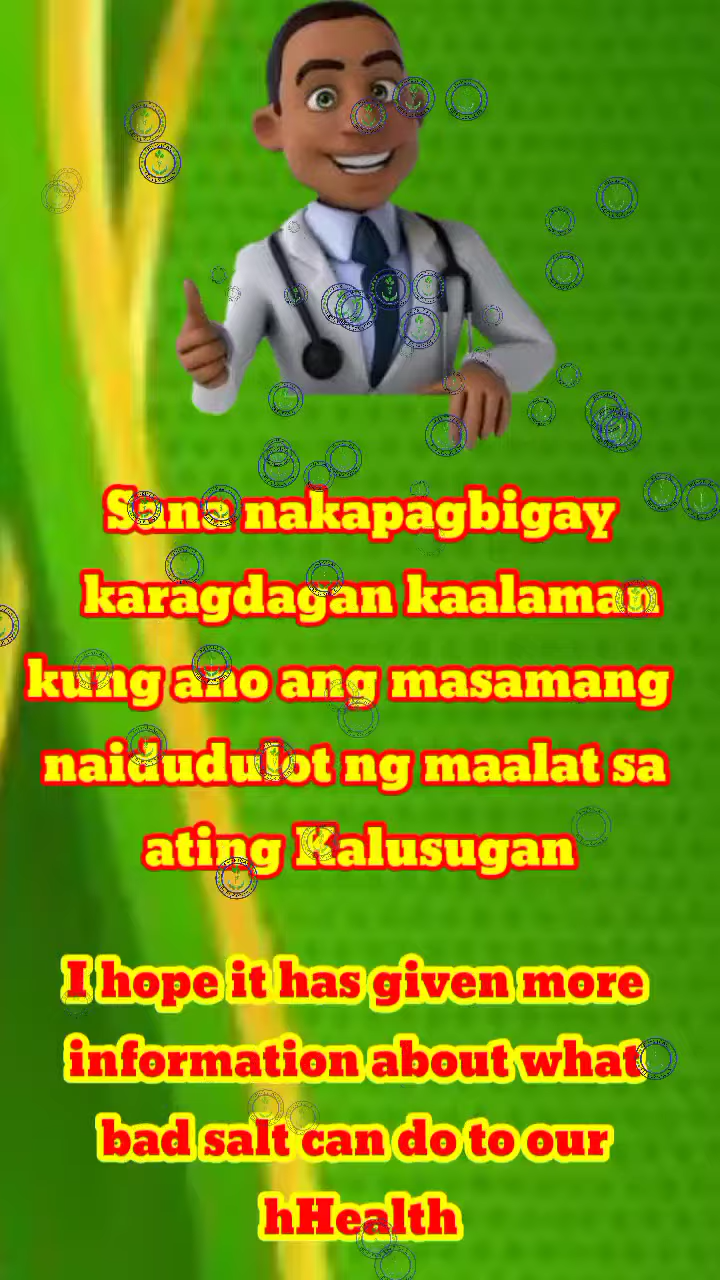 Sana nakapagbigay
karagdagan kaalaman
kung ano ang masamang
naidudulot ng maalat sa
ating Kalusugan
I hope it has given more
information about what
bad salt can do to our
hHealth